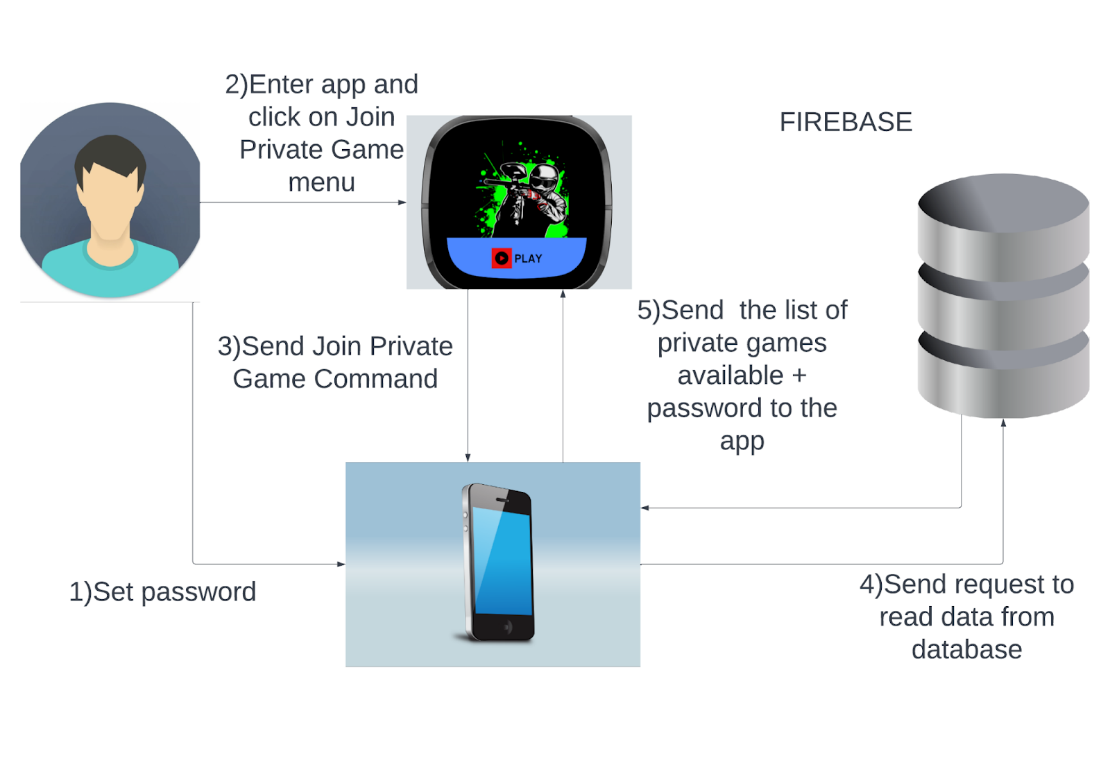 2)Enter app and
click on Join
Private Game
menu
FIREBASE
PLAY
3)Send Join Private
Game Command
5)Send  the list of
private games
available +
password to the
app
1)Set password
4)Send request to
read data from
database